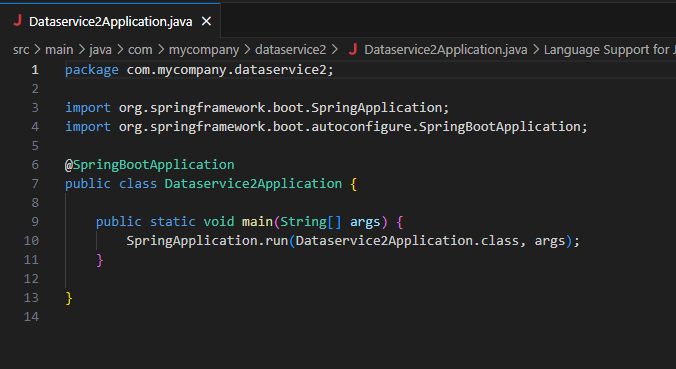 J Dataservice2Application.java ×
src > main > java > com > mycompany > dataservice2 > J Dataservice2Application.java > Language Support for J
1 package com.mycompany.dataservice2;
2
3 import org.springframework.boot.SpringApplication;
4 import org.springframework.boot.autoconfigure.SpringBootApplication;
5
6 @SpringBootApplication
7 public class Dataservice2Application {
8
9     public static void main(String[] args) {
10         SpringApplication.run(Dataservice2Application.class, args);
11     }
12
13 }
14